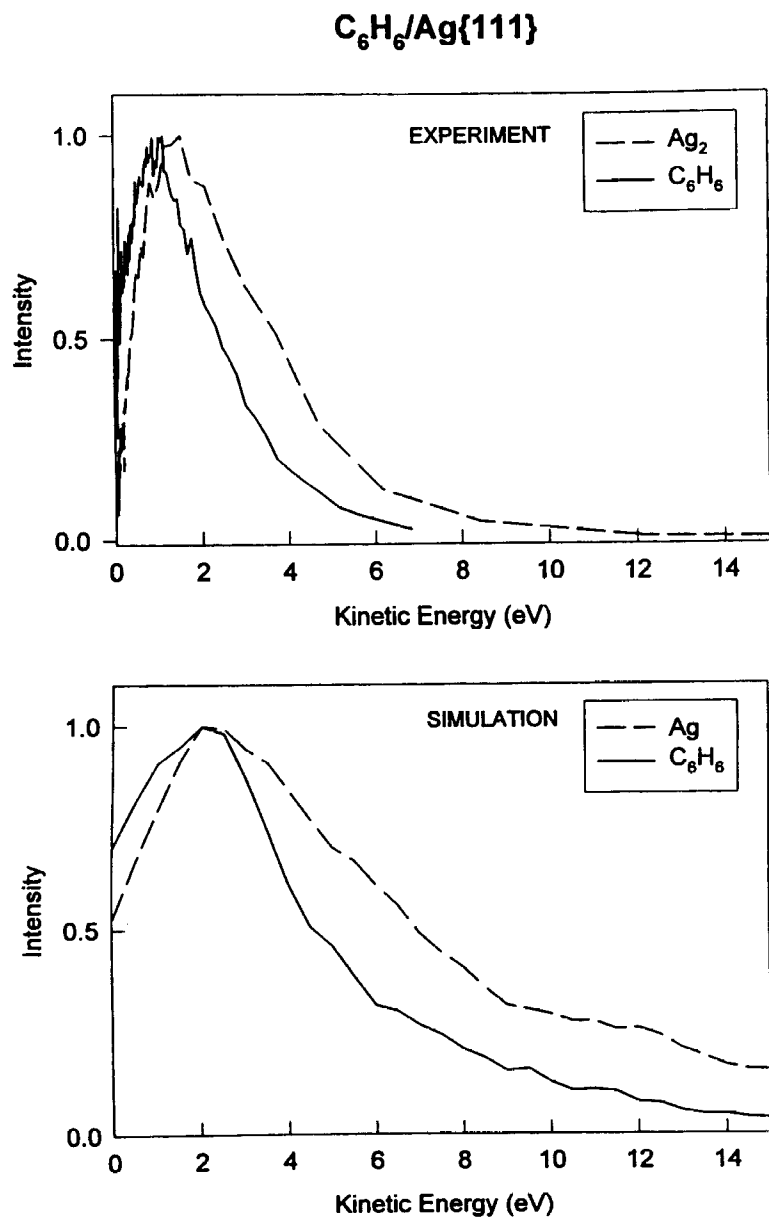 C₆H₆/Ag{111}
EXPERIMENT
Ag₂
C₆H₆
1.0
0.5
0.0
Intensity
0 2 4 6 8 10 12 14
Kinetic Energy (eV)
SIMULATION
Ag
C₆H₆
1.0
0.5
0.0
Intensity
0 2 4 6 8 10 12 14
Kinetic Energy (eV)